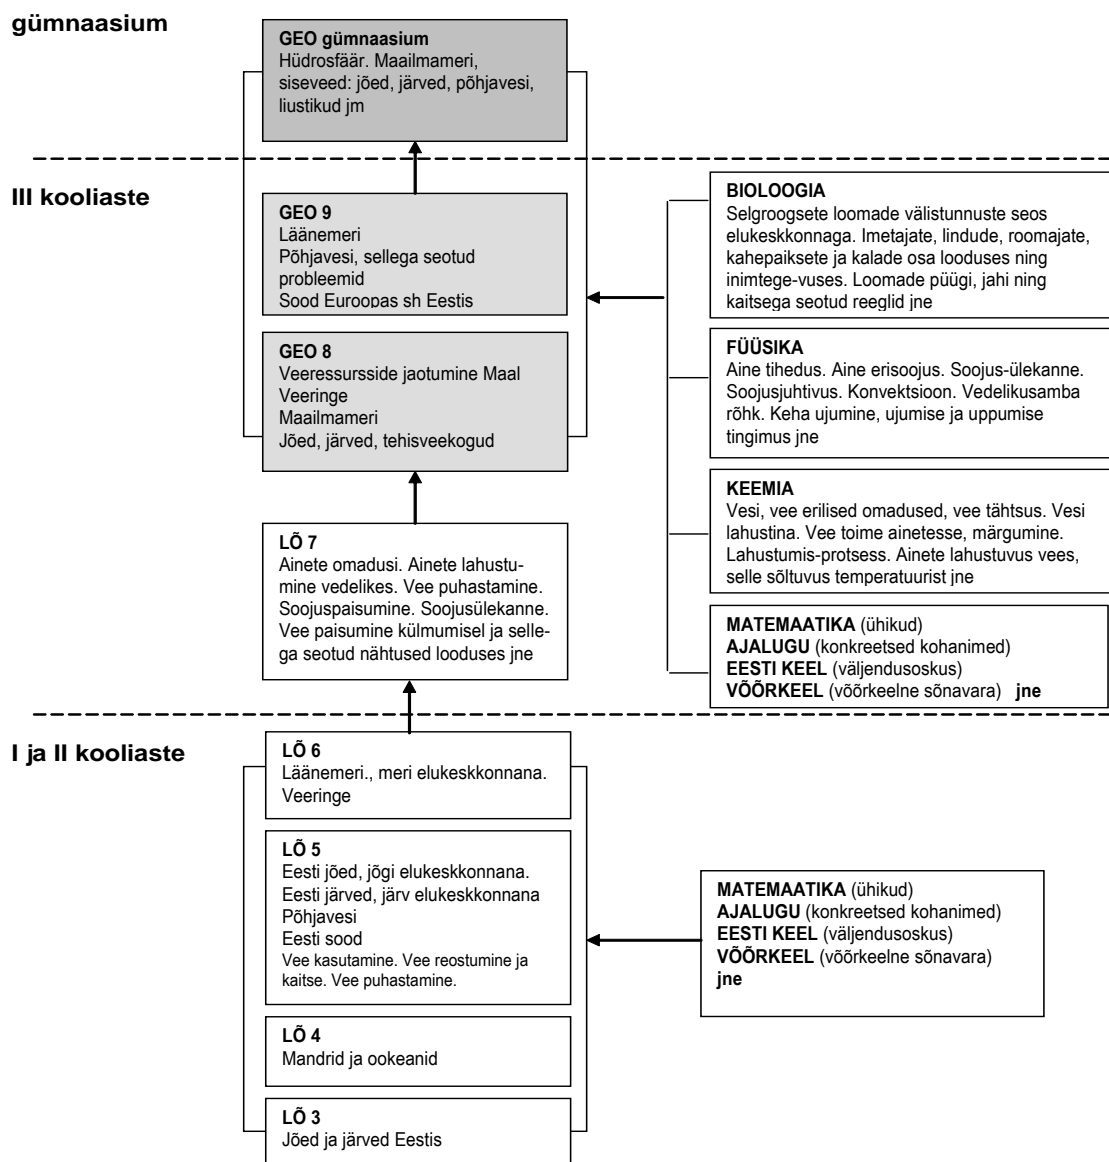 gümnaasium
GEO gümnaasium
Hüdrosfäär. Maailmameri,
siseveed: jõed, järved, põhjavesi,
liustikud jm
III kooliaste
GEO 9
Läänemeri
Põhjavesi, sellega seotud
probleemid
Sood Euroopas sh Eestis
GEO 8
Veeressursside jaotumine Maal
Veeringe
Maailmameri
Jõed, järved, tehisveekogud
LÕ 7
Ainete omadusi. Ainete lahustu-
mine vedelikes. Vee puhastamine.
Soojuspaisumine. Soojusülekanne.
Vee paisumine külmumisel ja selle-
ga seotud nähtused looduses jne
BIOLOOGIA
Selgroogsete loomade välistunnuste seos
elukeskkonnaga. Imetajate, lindude, roomajate,
kahepaiksete ja kalade osa looduses ning
inimtege-vuses. Loomade püügi, jahi ning
kaitsega seotud reeglid jne
FÜÜSIKA
Aine tihedus. Aine erisoojus. Soojus-ülekanne.
Soojusjuhtivus. Konvektsioon. Vedelikusamba
rõhk. Keha ujumine, ujumise ja uppumise
tingimus jne
KEEMIA
Vesi, vee erilised omadused, vee tähtsus. Vesi
lahustina. Vee toime ainetesse, märgumine.
Lahustumis-protsess. Ainete lahustuvus vees,
selle sõltuvus temperatuurist jne
MATEMAATIKA (ühikud)
AJALUGU (konkreetsed kohanimed)
EESTI KEEL (väljendusoskus)
VÕÕRKEEL (võõrkeelne sõnavara) jne
I ja II kooliaste
LÕ 6
Läänemeri., meri elukeskkonnana.
Veeringe
LÕ 5
Eesti jõed, jõgi elukeskkonnana.
Eesti järved, järv elukeskkonnana
Põhjavesi
Eesti sood
Vee kasutamine. Vee reostumine ja
kaitse. Vee puhastamine.
LÕ 4
Mandrid ja ookeanid
LÕ 3
Jõed ja järved Eestis
MATEMAATIKA (ühikud)
AJALUGU (konkreetsed kohanimed)
EESTI KEEL (väljendusoskus)
VÕÕRKEEL (võõrkeelne sõnavara)
jne